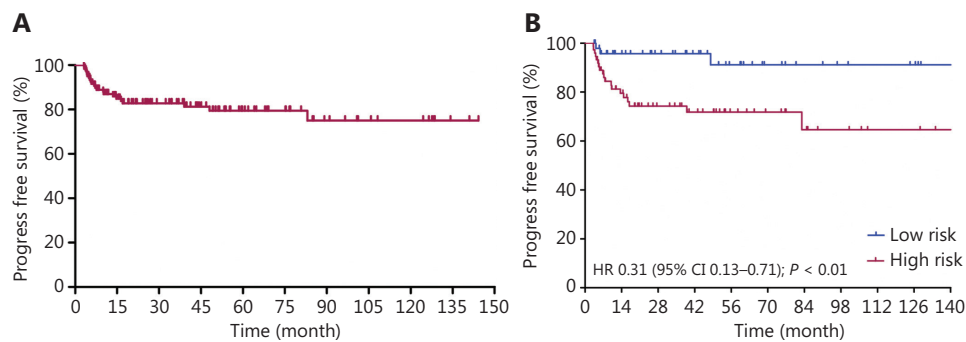 A
Progress free survival (%)
100
80
60
40
20
0
0 15 30 45 60 75 90 105 120 135 150
Time (month)
B
Progress free survival (%)
100
80
60
40
20
0
Low risk
High risk
HR 0.31 (95% CI 0.13–0.71); P < 0.01
0 14 28 42 56 70 84 98 112 126 140
Time (month)